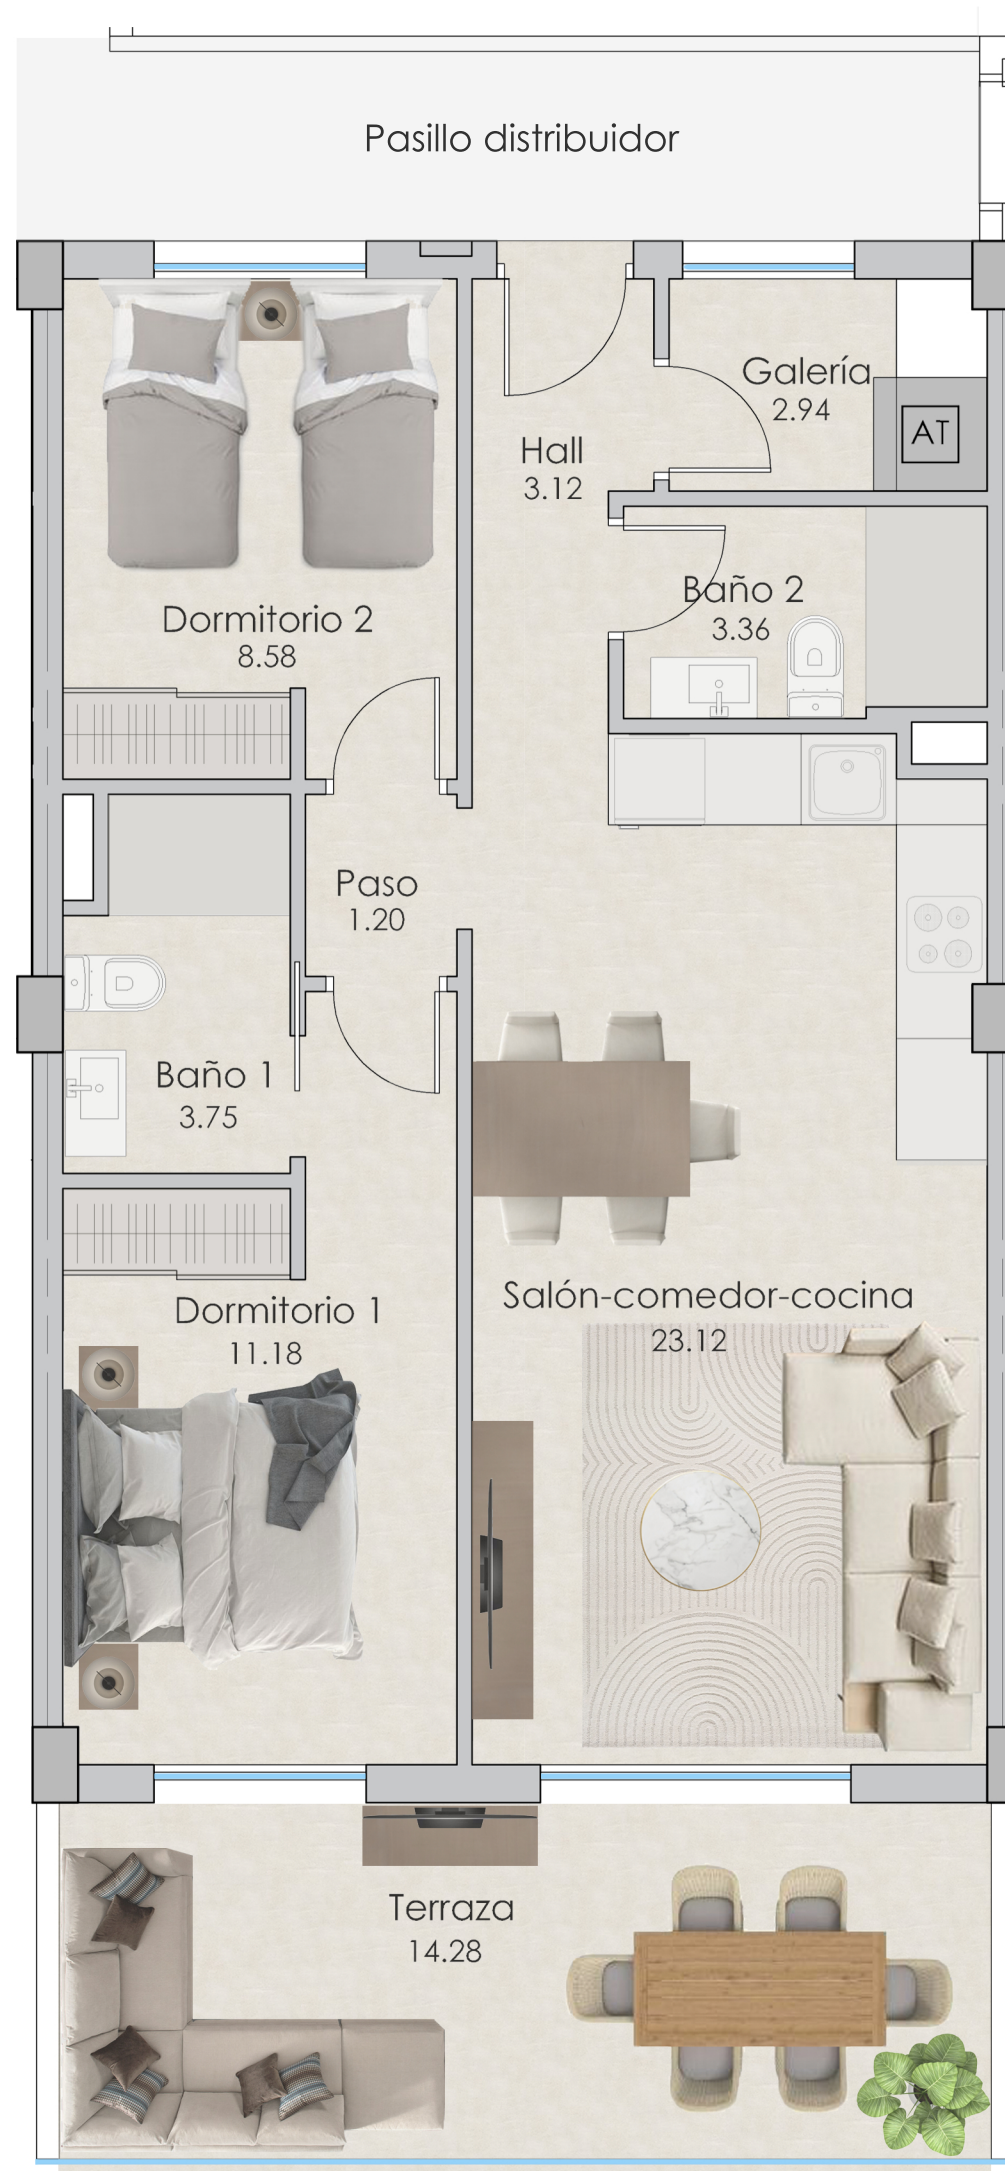 Pasillo distribuidor
Galería
2.94
AT
Hall
3.12
Baño 2
3.36
Dormitorio 2
8.58
Paso
1.20
Baño 1
3.75
Salón-comedor-cocina
23.12
Dormitorio 1
11.18
Terraza
14.28